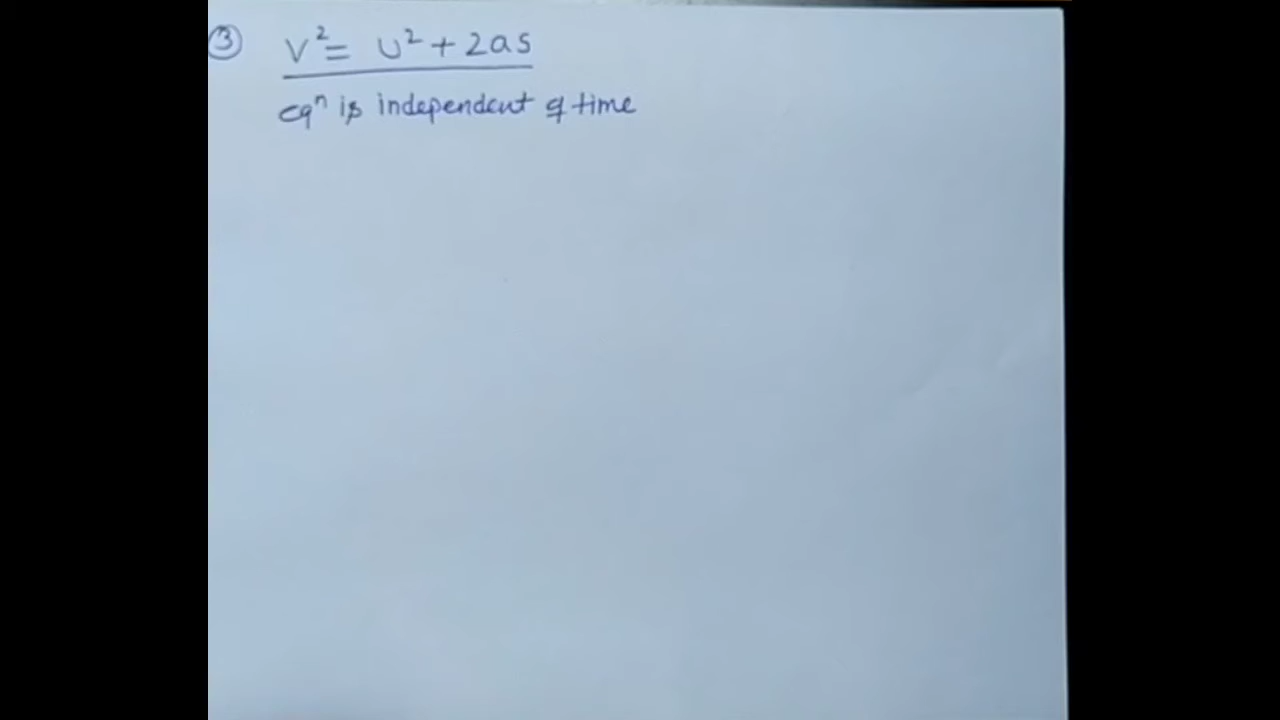 ③ v² = u² + 2as
eqⁿ is independent of time